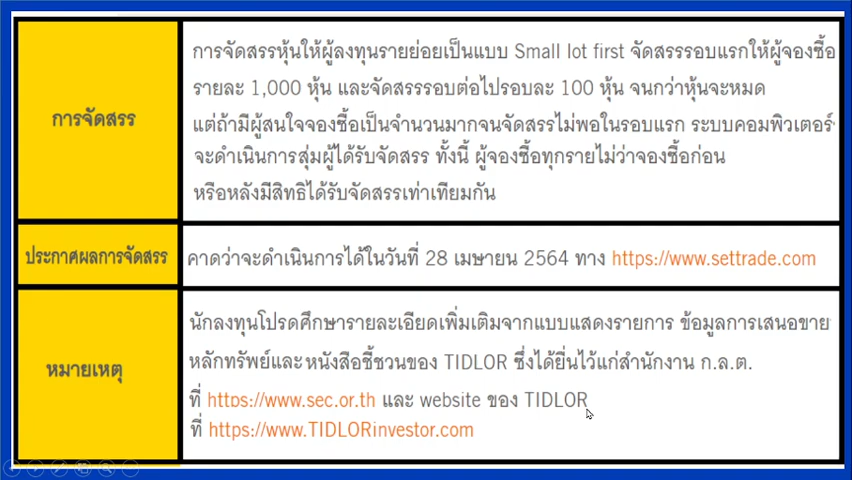 การจัดสรร
การจัดสรรหุ้นให้ผู้ลงทุนรายย่อยเป็นแบบ Small lot first จัดสรรรอบแรกให้ผู้จองซื้อ
รายละ 1,000 หุ้น และจัดสรรรอบต่อไปรอบละ 100 หุ้น จนกว่าหุ้นจะหมด
แต่ถ้ามีผู้สนใจจองซื้อเป็นจำนวนมากจนจัดสรรไม่พอในรอบแรก ระบบคอมพิวเตอร์
จะดำเนินการสุ่มผู้ได้รับจัดสรร ทั้งนี้ ผู้จองซื้อทุกรายไม่ว่าจองซื้อก่อน
หรือหลังมีสิทธิได้รับจัดสรรเท่าเทียมกัน
ประกาศผลการจัดสรร
คาดว่าจะดำเนินการได้ในวันที่ 28 เมษายน 2564 ทาง https://www.settrade.com
หมายเหตุ
นักลงทุนโปรดศึกษารายละเอียดเพิ่มเติมจากแบบแสดงรายการ ข้อมูลการเสนอขาย
หลักทรัพย์และหนังสือชี้ชวนของ TIDLOR ซึ่งได้ยื่นไว้แก่สำนักงาน ก.ล.ต.
ที่ https://www.sec.or.th และ website ของ TIDLOR
ที่ https://www.TIDLORinvestor.com